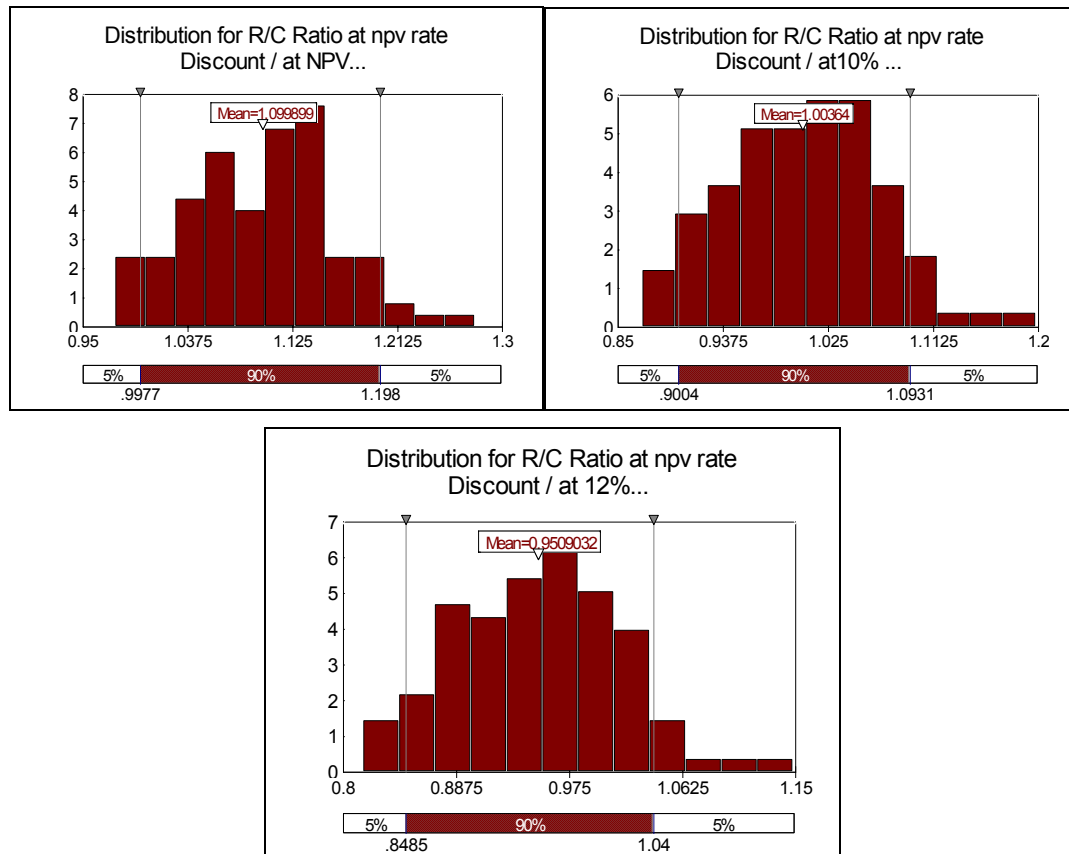 Distribution for R/C Ratio at npv rate
Discount / at NPV...
8
7
6
5
4
3
2
1
0
Mean=1.099899
0.95 1.0375 1.125 1.2125 1.3
5% 90% 5%
.9977 1.198
Distribution for R/C Ratio at npv rate
Discount / at10% ...
6
5
4
3
2
1
0
Mean=1.00364
0.85 0.9375 1.025 1.1125 1.2
5% 90% 5%
.9004 1.0931
Distribution for R/C Ratio at npv rate
Discount / at 12%...
7
6
5
4
3
2
1
0
Mean=0.9509032
0.8 0.8875 0.975 1.0625 1.15
5% 90% 5%
.8485 1.04